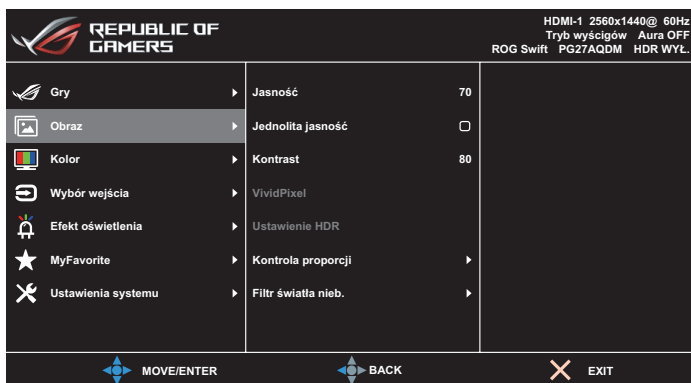 REPUBLIC OF
GAMERS
HDMI-1 2560x1440@ 60Hz
Tryb wyścigów Aura OFF
ROG Swift PG27AQDM HDR WYŁ.
Gry
Obraz
Kolor
Wybór wejścia
Efekt oświetlenia
MyFavorite
Ustawienia systemu
Jasność 70
Jednolita jasność
Kontrast 80
VividPixel
Ustawienie HDR
Kontrola proporcji
Filtr światła nieb.
MOVE/ENTER
BACK
EXIT